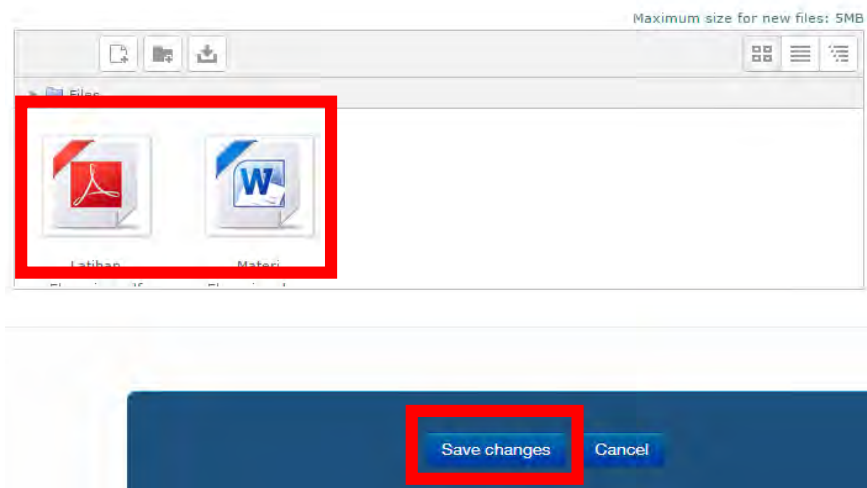 Maximum size for new files: 5MB
Files
W
Latihan Materi
Save changes Cancel